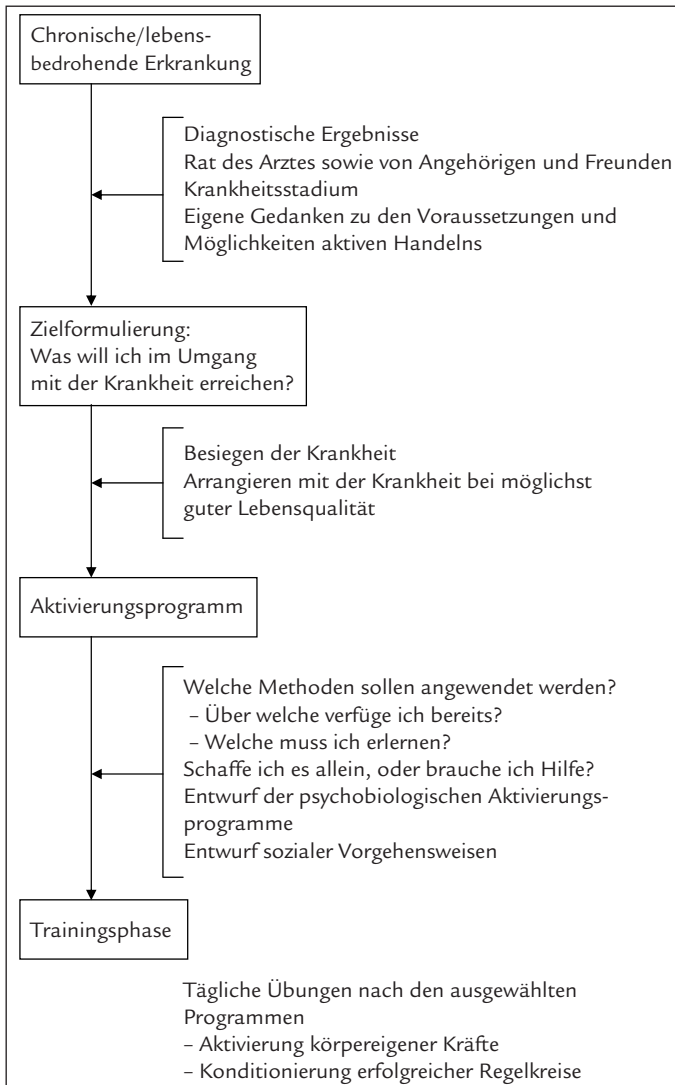 Chronische/lebens-
bedrohende Erkrankung
Diagnostische Ergebnisse
Rat des Arztes sowie von Angehörigen und Freunden
Krankheitsstadium
Eigene Gedanken zu den Voraussetzungen und
Möglichkeiten aktiven Handelns
Zielformulierung:
Was will ich im Umgang
mit der Krankheit erreichen?
Besiegen der Krankheit
Arrangieren mit der Krankheit bei möglichst
guter Lebensqualität
Aktivierungsprogramm
Welche Methoden sollen angewendet werden?
– Über welche verfüge ich bereits?
– Welche muss ich erlernen?
Schaffe ich es allein, oder brauche ich Hilfe?
Entwurf der psychobiologischen Aktivierungs-
programme
Entwurf sozialer Vorgehensweisen
Trainingsphase
Tägliche Übungen nach den ausgewählten
Programmen
– Aktivierung körpereigener Kräfte
– Konditionierung erfolgreicher Regelkreise